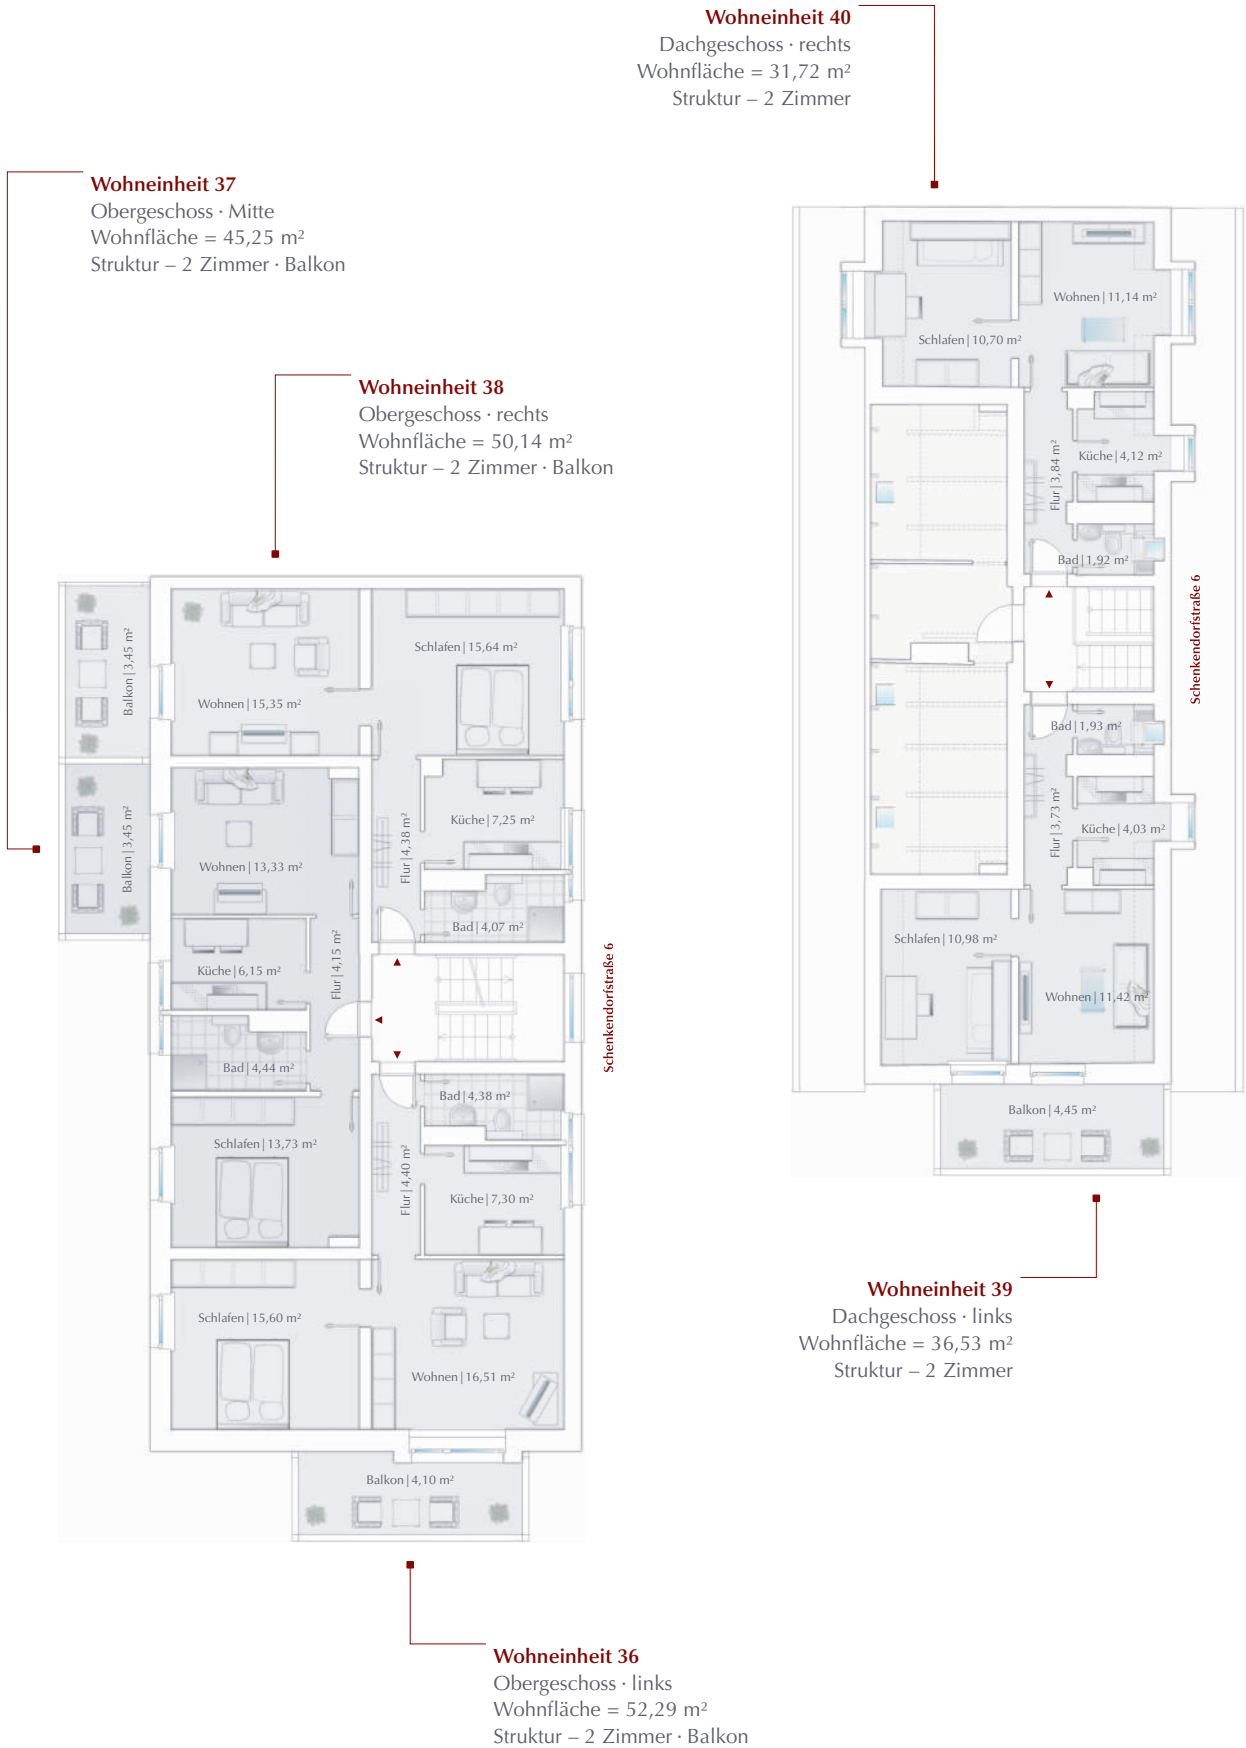 Wohneinheit 40
Dachgeschoss · rechts
Wohnfläche = 31,72 m²
Struktur – 2 Zimmer
Wohneinheit 37
Obergeschoss · Mitte
Wohnfläche = 45,25 m²
Struktur – 2 Zimmer · Balkon
Wohneinheit 38
Obergeschoss · rechts
Wohnfläche = 50,14 m²
Struktur – 2 Zimmer · Balkon
Balkon | 3,45 m²
Wohnen | 15,35 m²
Schlafen | 15,64 m²
Balkon | 3,45 m²
Wohnen | 13,33 m²
Flur | 4,38 m²
Küche | 7,25 m²
Bad | 4,07 m²
Küche | 6,15 m²
Flur | 4,15 m²
Bad | 4,44 m²
Schlafen | 13,73 m²
Bad | 4,38 m²
Flur | 4,40 m²
Küche | 7,30 m²
Schlafen | 15,60 m²
Wohnen | 16,51 m²
Balkon | 4,10 m²
Schenkendorfstraße 6
Wohneinheit 36
Obergeschoss · links
Wohnfläche = 52,29 m²
Struktur – 2 Zimmer · Balkon
Wohnen | 11,14 m²
Schlafen | 10,70 m²
Flur | 3,84 m²
Küche | 4,12 m²
Bad | 1,92 m²
Schenkendorfstraße 6
Bad | 1,93 m²
Flur | 3,73 m²
Küche | 4,03 m²
Schlafen | 10,98 m²
Wohnen | 11,42 m²
Balkon | 4,45 m²
Wohneinheit 39
Dachgeschoss · links
Wohnfläche = 36,53 m²
Struktur – 2 Zimmer